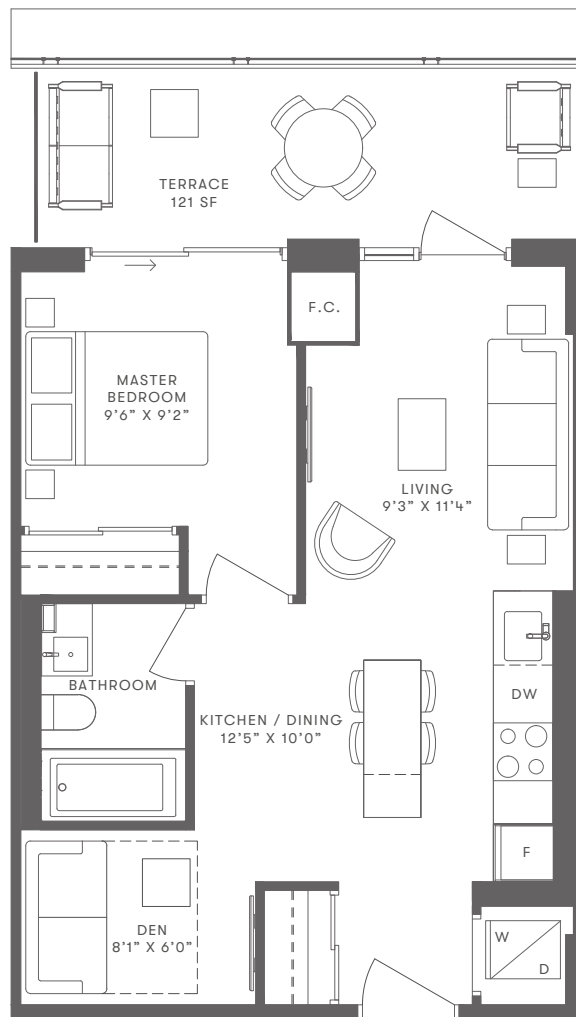 TERRACE
121 SF
F.C.
MASTER
BEDROOM
9'6" X 9'2"
LIVING
9'3" X 11'4"
BATHROOM
DW
KITCHEN / DINING
12'5" X 10'0"
F
DEN
8'1" X 6'0"
W
D